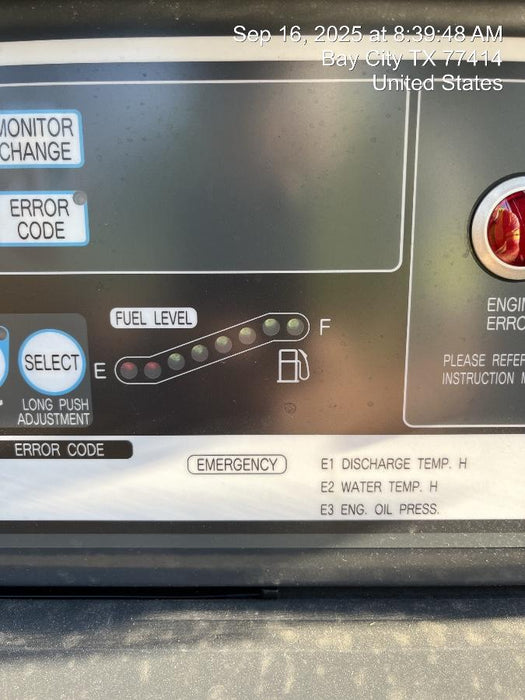 Sep 16, 2025 at 8:39:48 AM
Bay City TX 77414
United States
MONITOR
CHANGE
ERROR
CODE
FUEL LEVEL
E
F
SELECT
LONG PUSH
ADJUSTMENT
ENGIN
ERRO
PLEASE REFER
INSTRUCTION M
ERROR CODE
EMERGENCY
E1 DISCHARGE TEMP. H
E2 WATER TEMP. H
E3 ENG. OIL PRESS.